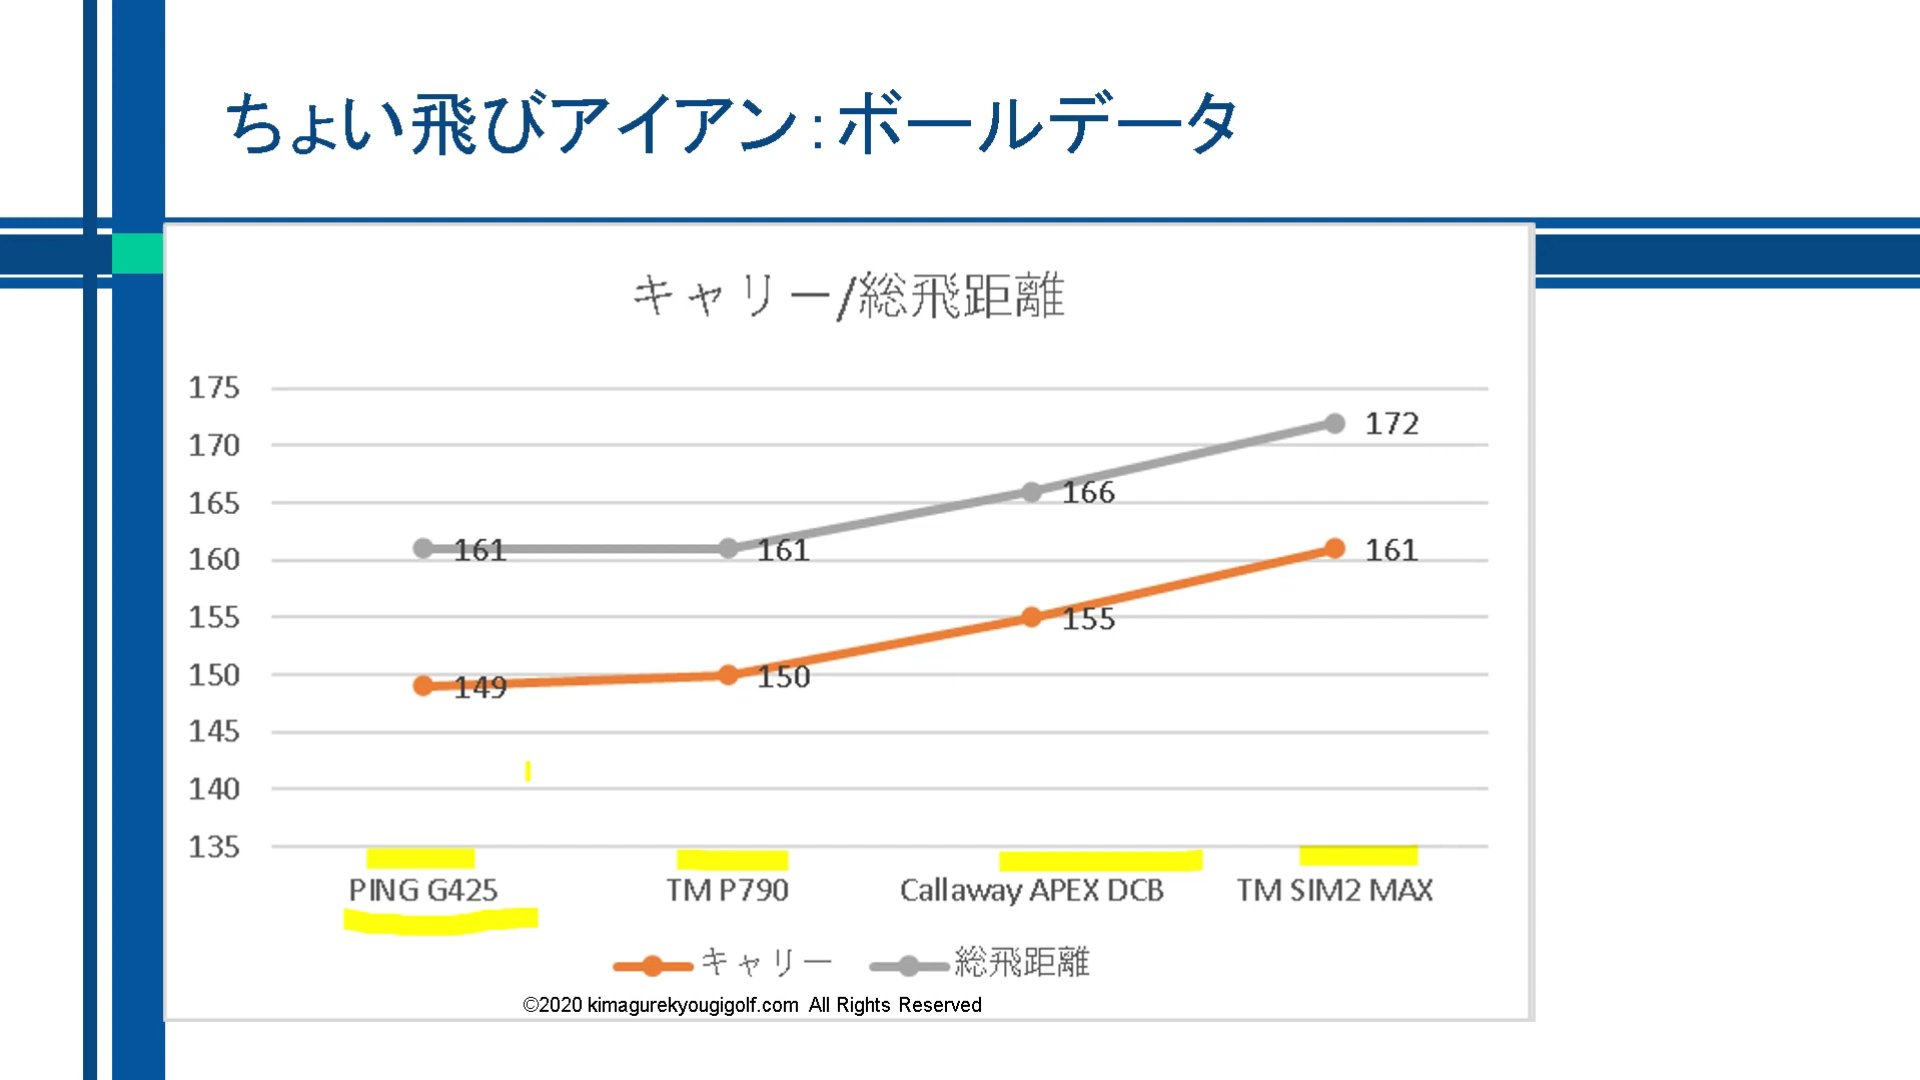 ちょい飛びアイアン：ボールデータ
キャリー/総飛距離
175
170
165
160
155
150
145
140
135
172
166
161
161
161
155
150
149
PING G425
TM P790
Callaway APEX DCB
TM SIM2 MAX
キャリー
総飛距離
©2020 kimagurekyougigolf.com All Rights Reserved